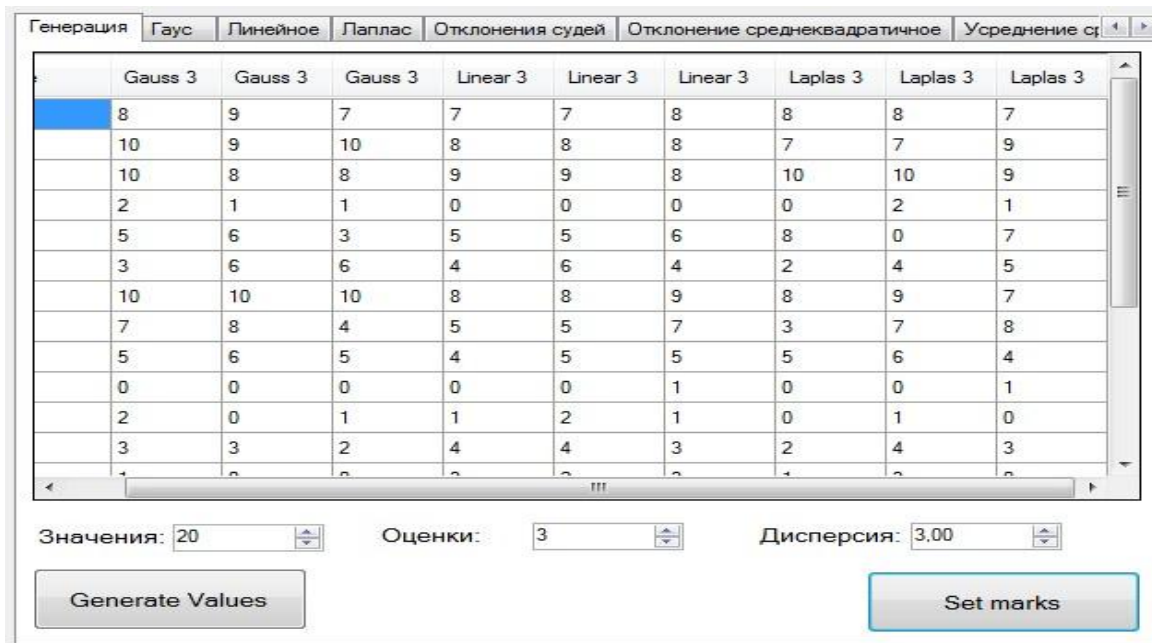 Генерация Гаус Линейное Лаплас Отклонения судей Отклонение среднеквадратичное Усреднение
Gauss 3 Gauss 3 Gauss 3 Linear 3 Linear 3 Linear 3 Laplas 3 Laplas 3 Laplas 3
8 9 7 7 7 8 8 8 7
10 9 10 8 8 8 7 7 9
10 8 8 9 9 8 10 10 9
2 1 1 0 0 0 0 2 1
5 6 3 5 5 6 8 0 7
3 6 6 4 6 4 2 4 5
10 10 10 8 8 9 8 9 7
7 8 4 5 5 7 3 7 8
5 6 5 4 5 5 5 6 4
0 0 0 0 0 1 0 0 1
2 0 1 1 2 1 0 1 0
3 3 2 4 4 3 2 4 3
Значения: 20 Оценки: 3 Дисперсия: 3,00
Generate Values Set marks